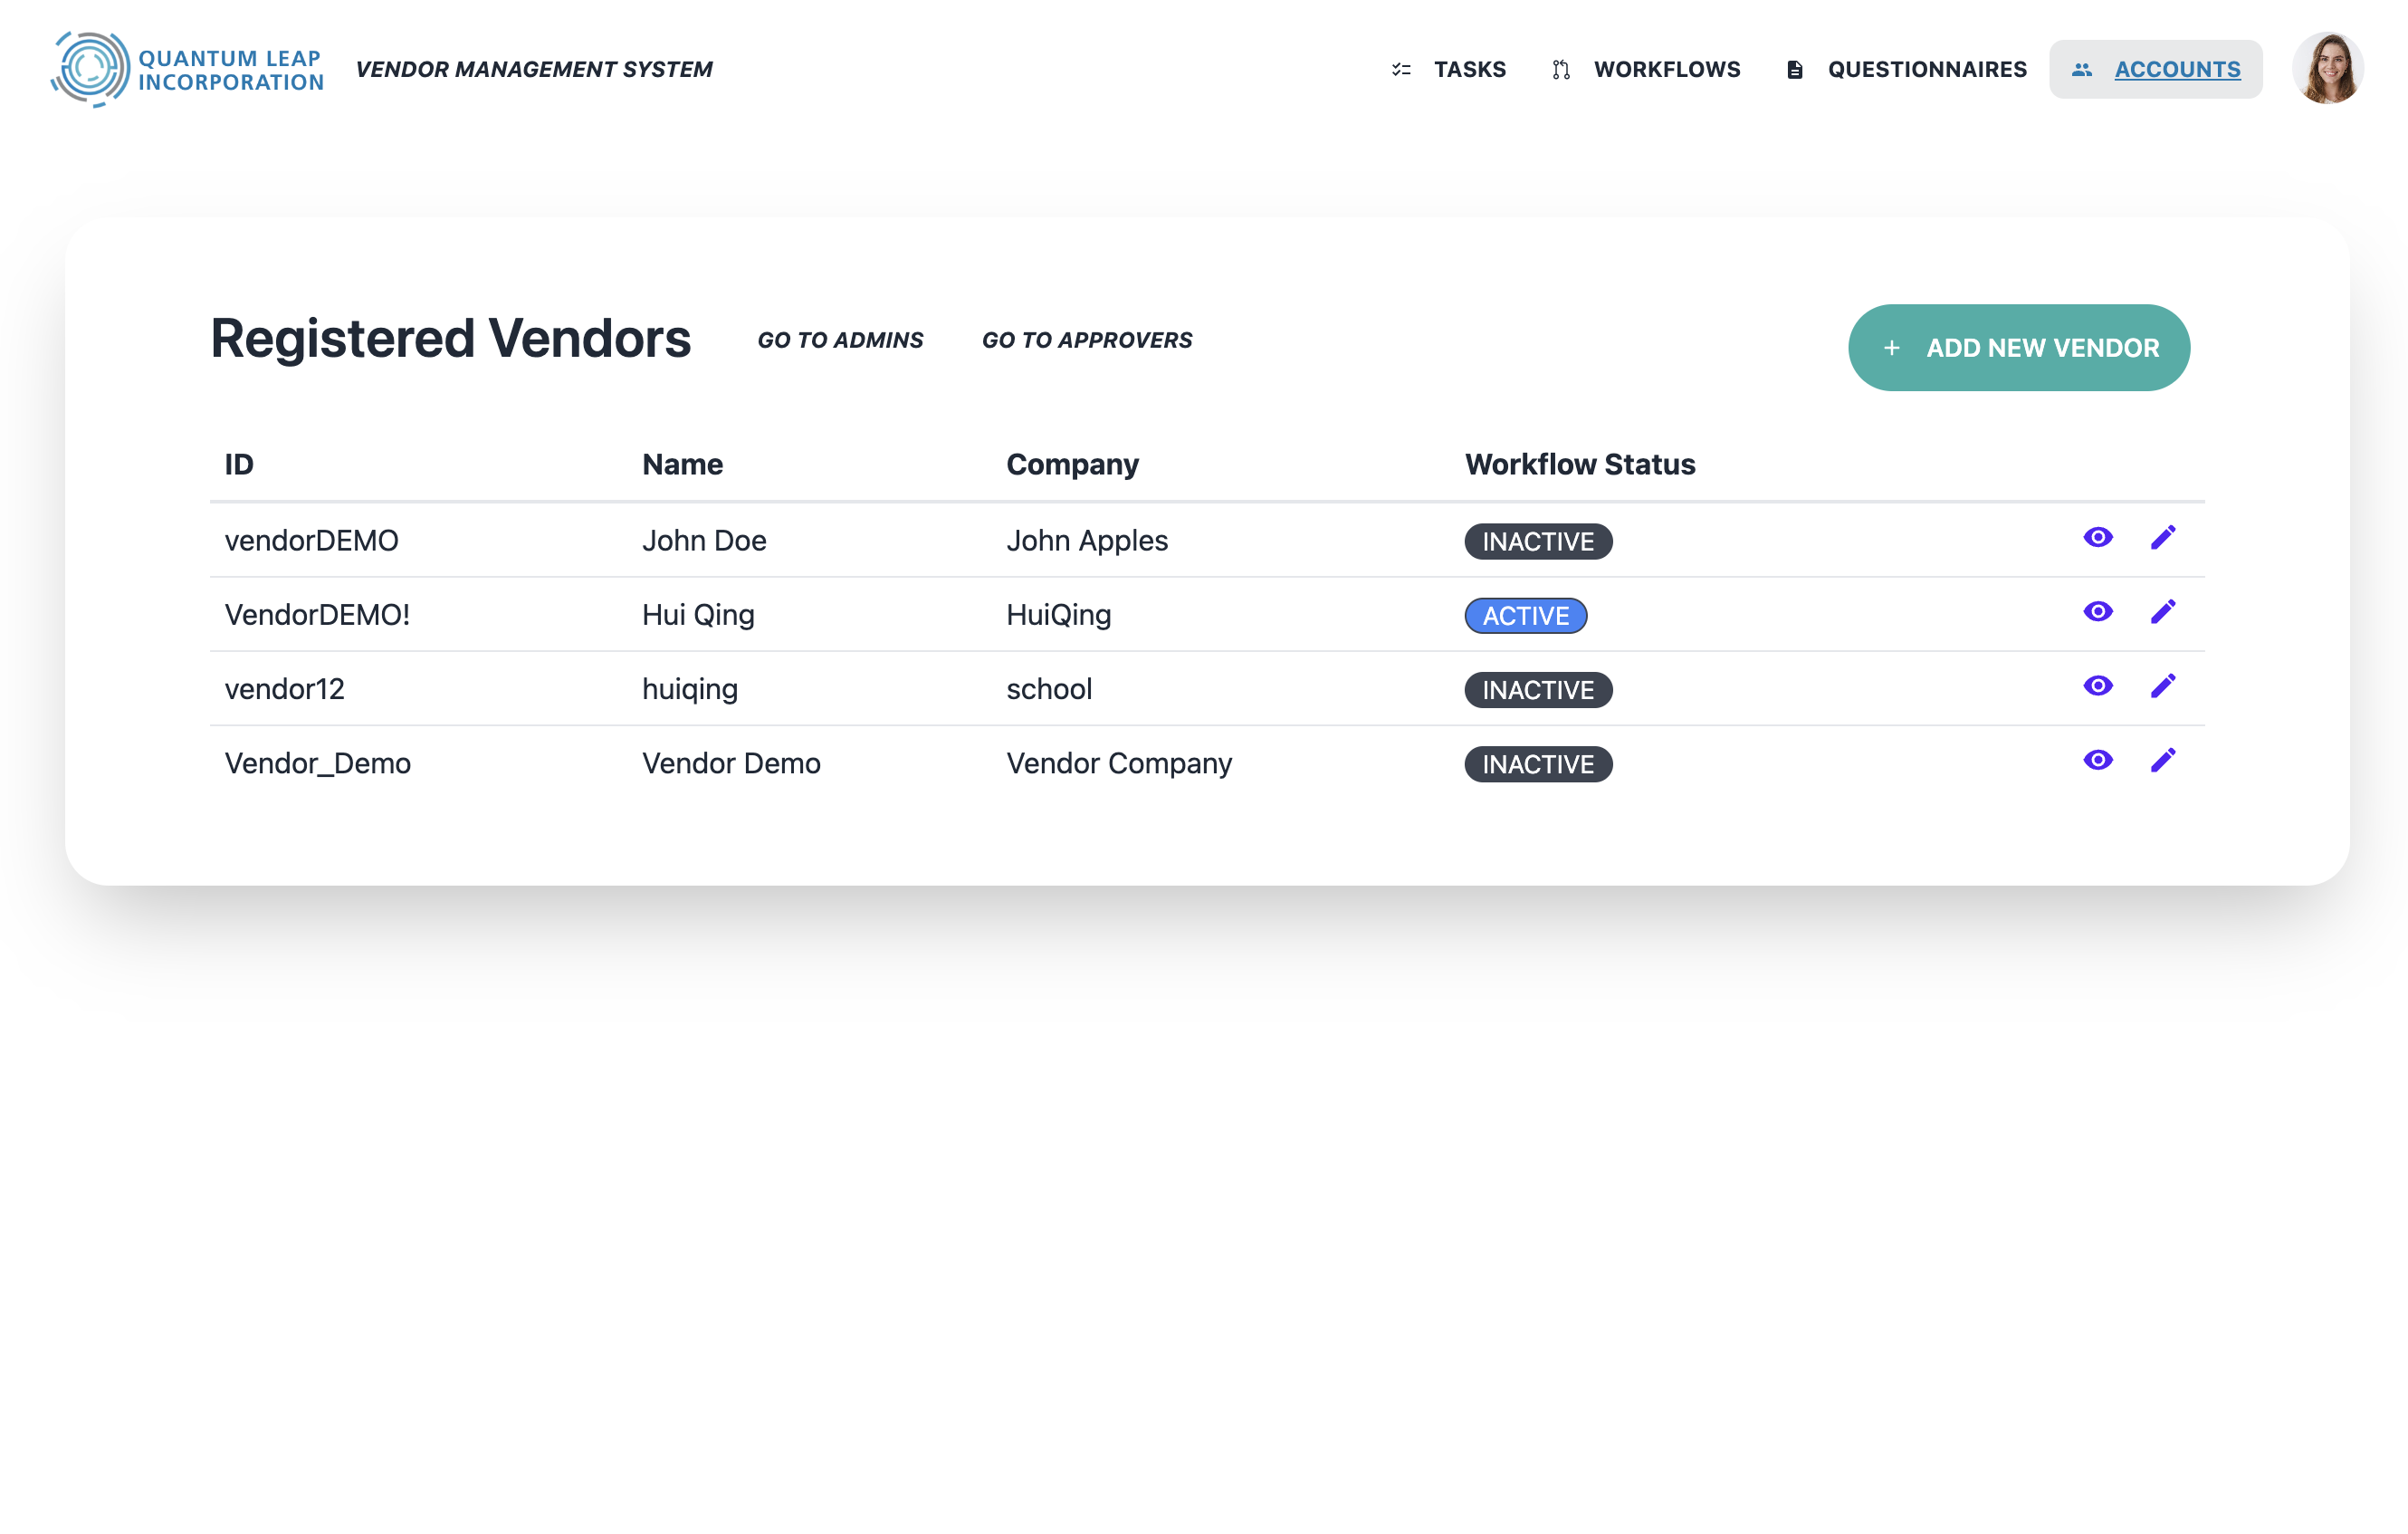 QUANTUM LEAP
INCORPORATION
VENDOR MANAGEMENT SYSTEM
TASKS
WORKFLOWS
QUESTIONNAIRES
ACCOUNTS
Registered Vendors
GO TO ADMINS
GO TO APPROVERS
+ ADD NEW VENDOR
ID Name Company Workflow Status
vendorDEMO John Doe John Apples INACTIVE
VendorDEMO! Hui Qing HuiQing ACTIVE
vendor12 huiqing school INACTIVE
Vendor_Demo Vendor Demo Vendor Company INACTIVE